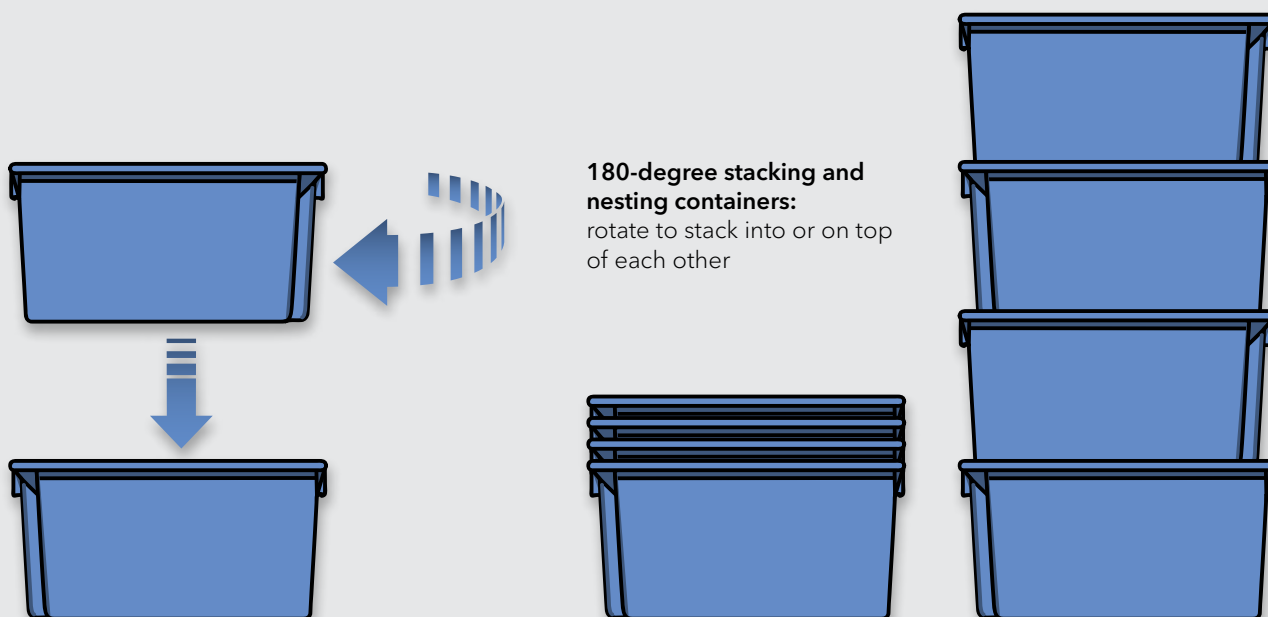 180-degree stacking and
nesting containers:
rotate to stack into or on top
of each other